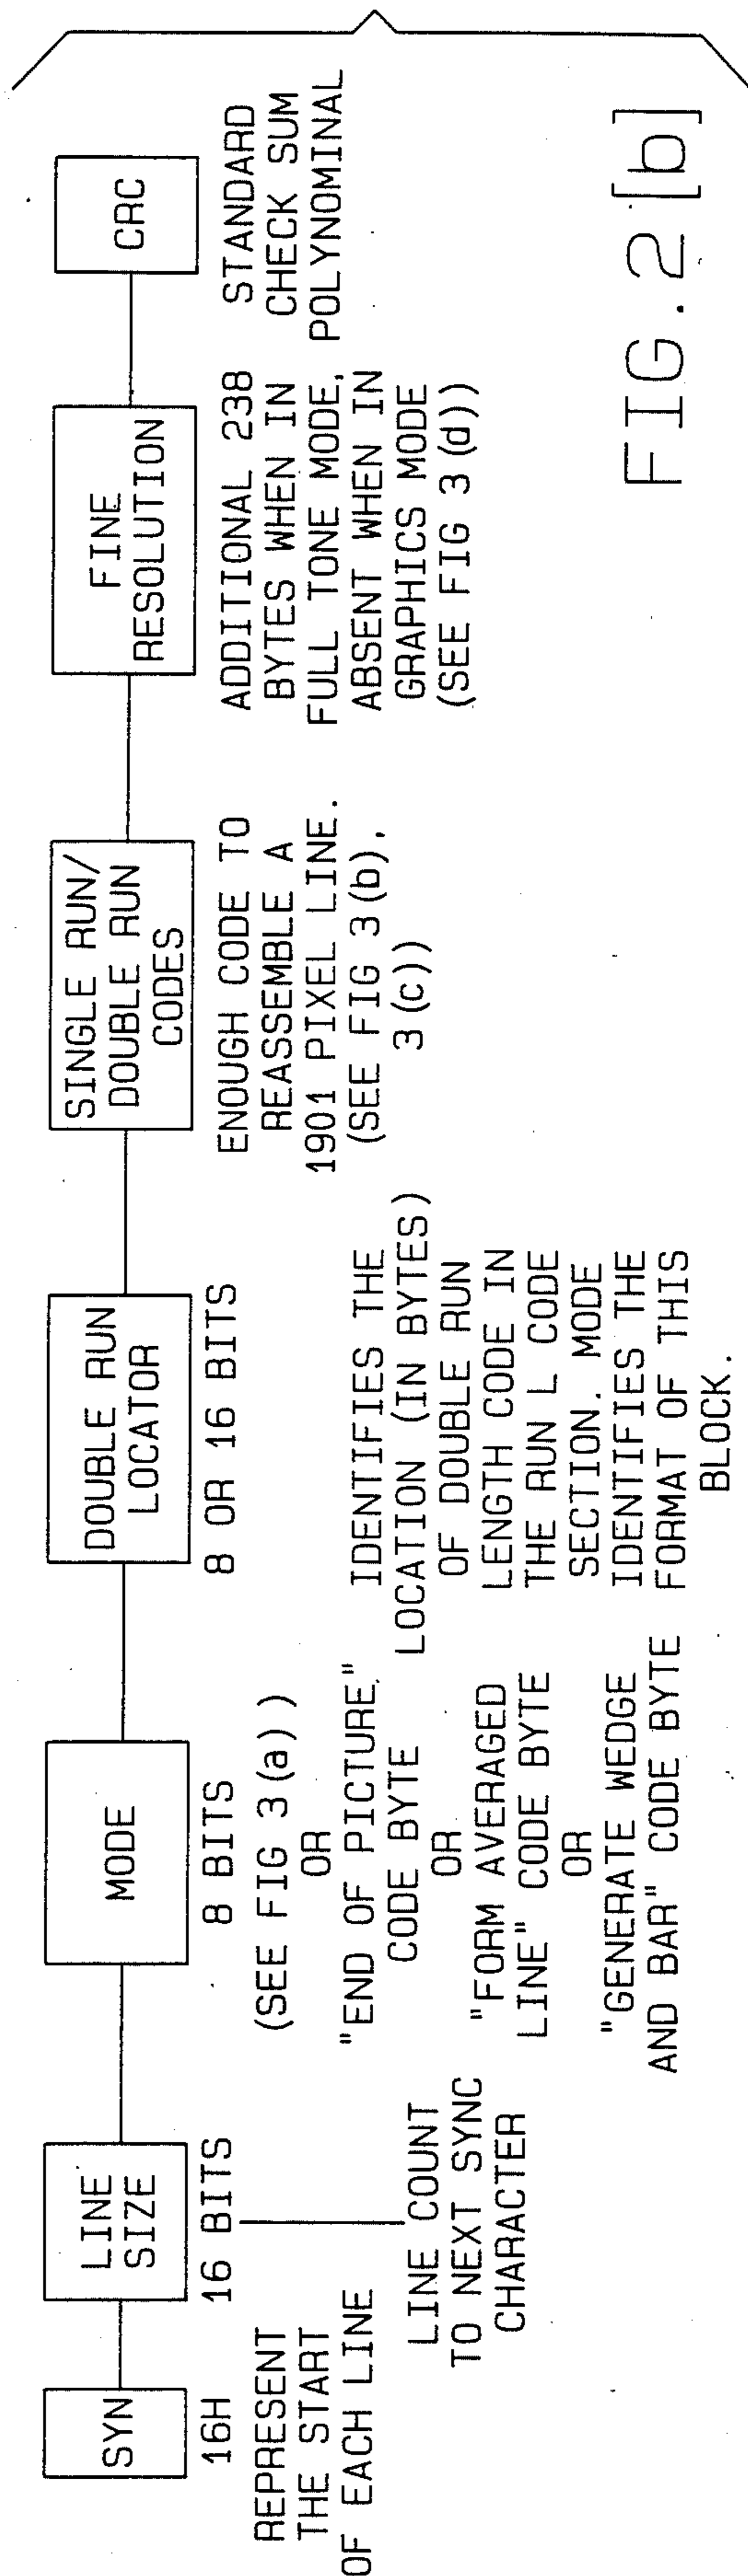 SYN
16H
REPRESENT
THE START
OF EACH LINE
LINE
SIZE
16 BITS
LINE COUNT
TO NEXT SYNC
CHARACTER
MODE
8 BITS
(SEE FIG 3(a))
OR
"END OF PICTURE"
CODE BYTE
OR
"FORM AVERAGED
LINE" CODE BYTE
OR
"GENERATE WEDGE
AND BAR" CODE BYTE
DOUBLE RUN
LOCATOR
8 OR 16 BITS
IDENTIFIES THE
LOCATION (IN BYTES)
OF DOUBLE RUN
LENGTH CODE IN
THE RUN L CODE
SECTION. MODE
IDENTIFIES THE
FORMAT OF THIS
BLOCK.
SINGLE RUN/
DOUBLE RUN
CODES
ENOUGH CODE TO
REASSEMBLE A
1901 PIXEL LINE.
(SEE FIG 3(b),
3(c))
FINE
RESOLUTION
ADDITIONAL 238
BYTES WHEN IN
FULL TONE MODE,
ABSENT WHEN IN
GRAPHICS MODE
(SEE FIG 3(d))
CRC
STANDARD
CHECK SUM
POLYNOMINAL
FIG.2[b]